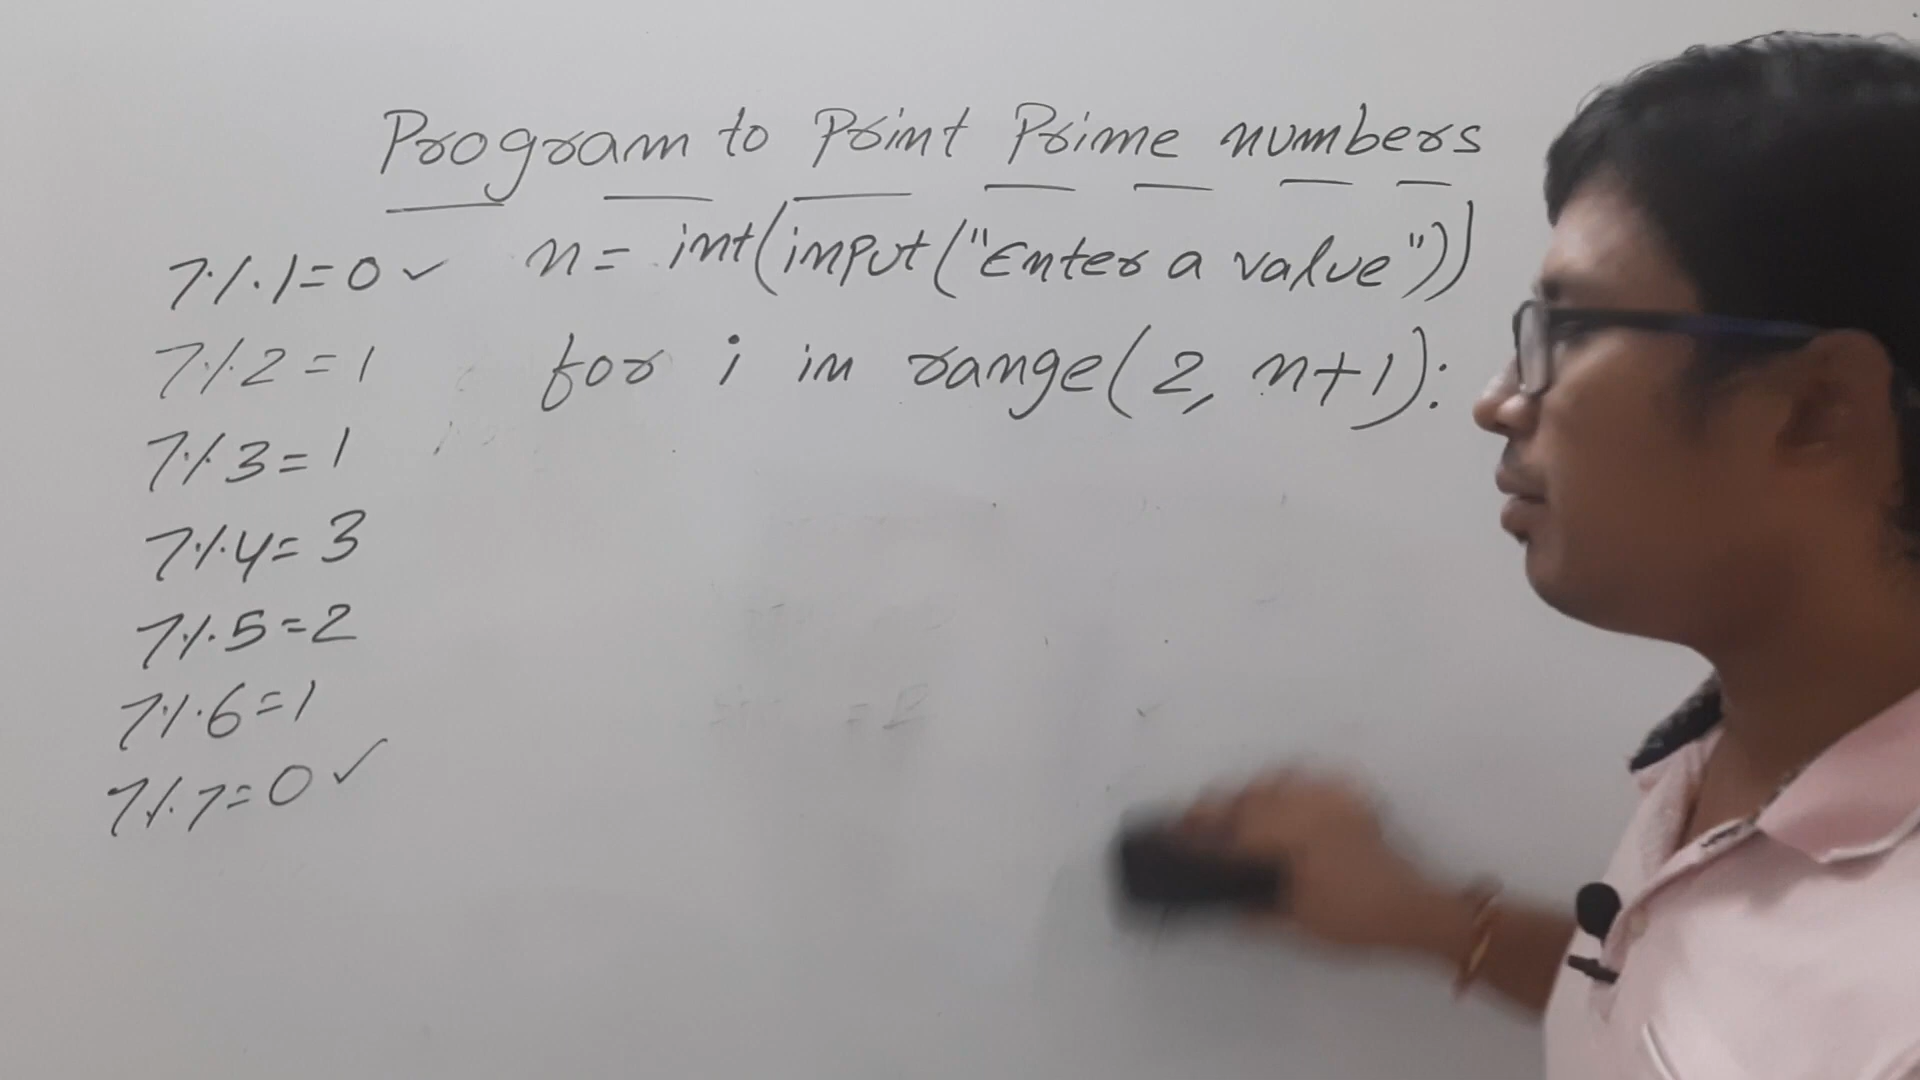 Program to Print Prime numbers
n = int(input("Enter a value"))
for i in range(2, n+1):
7%1=0 ✓
7%2=1
7%3=1
7%4=3
7%5=2
7%6=1
7%7=0 ✓